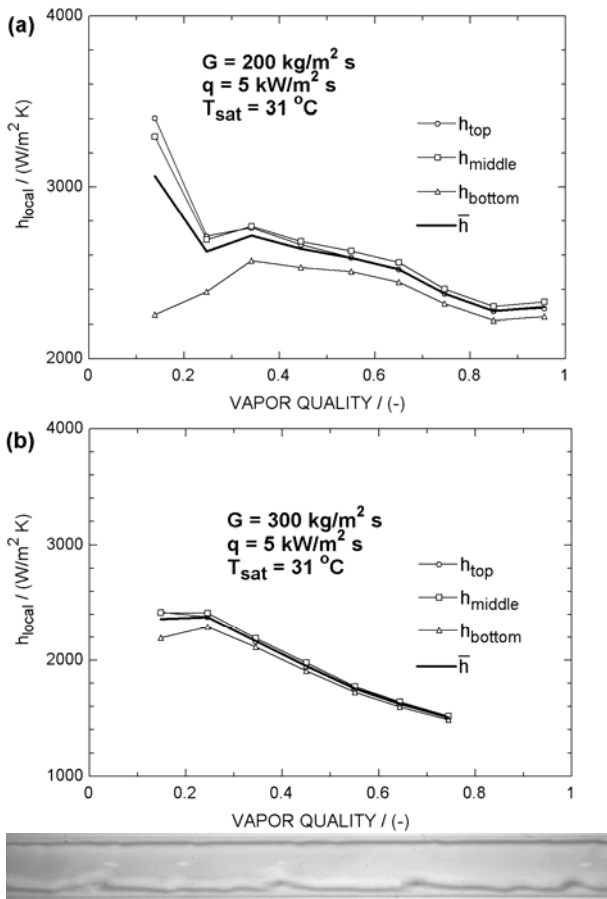 (a)
4000
3000
2000
h_local / (W/m² K)
G = 200 kg/m² s
q = 5 kW/m² s
T_sat = 31 °C
h_top
h_middle
h_bottom
h̅
0 0.2 0.4 0.6 0.8 1
VAPOR QUALITY / (-)
(b)
4000
3000
2000
1000
h_local / (W/m² K)
G = 300 kg/m² s
q = 5 kW/m² s
T_sat = 31 °C
h_top
h_middle
h_bottom
h̅
0 0.2 0.4 0.6 0.8 1
VAPOR QUALITY / (-)